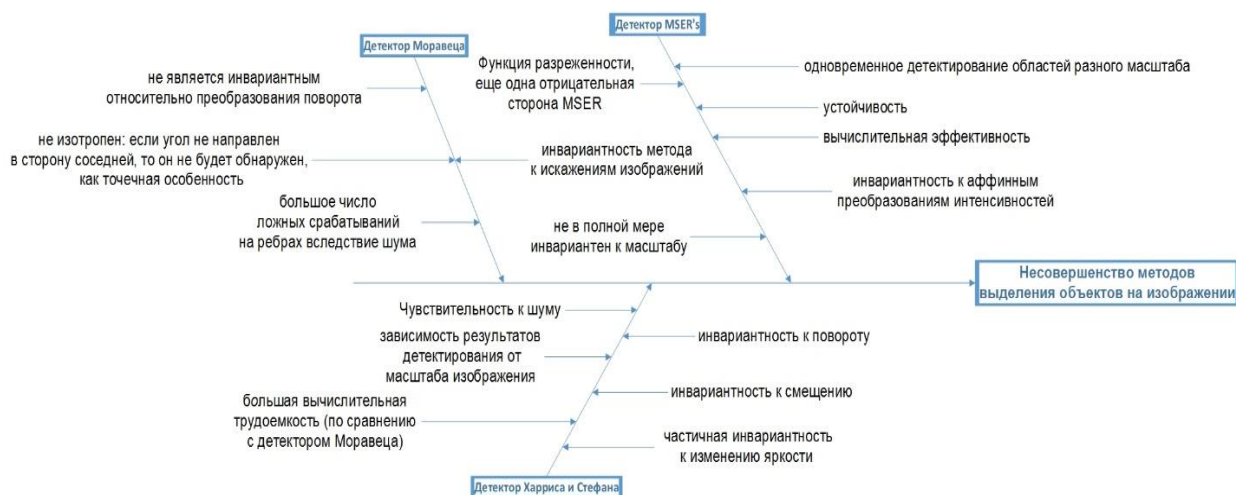 Детектор MSER's
Детектор Моравеца
Функция разреженности,
еще одна отрицательная
сторона MSER
одновременное детектирование областей разного масштаба
не является инвариантным
относительно преобразования поворота
устойчивость
вычислительная эффективность
не изотропен: если угол не направлен
в сторону соседней, то он не будет обнаружен,
как точечная особенность
инвариантность метода
к искажениям изображений
инвариантность к аффинным
преобразованиям интенсивностей
большое число
ложных срабатываний
на ребрах вследствие шума
не в полной мере
инвариантен к масштабу
Несовершенство методов
выделения объектов на изображении
Чувствительность к шуму
зависимость результатов
детектирования от
масштаба изображения
инвариантность к повороту
инвариантность к смещению
большая вычислительная
трудоемкость (по сравнению
с детектором Моравеца)
частичная инвариантность
к изменению яркости
Детектор Харриса и Стефана